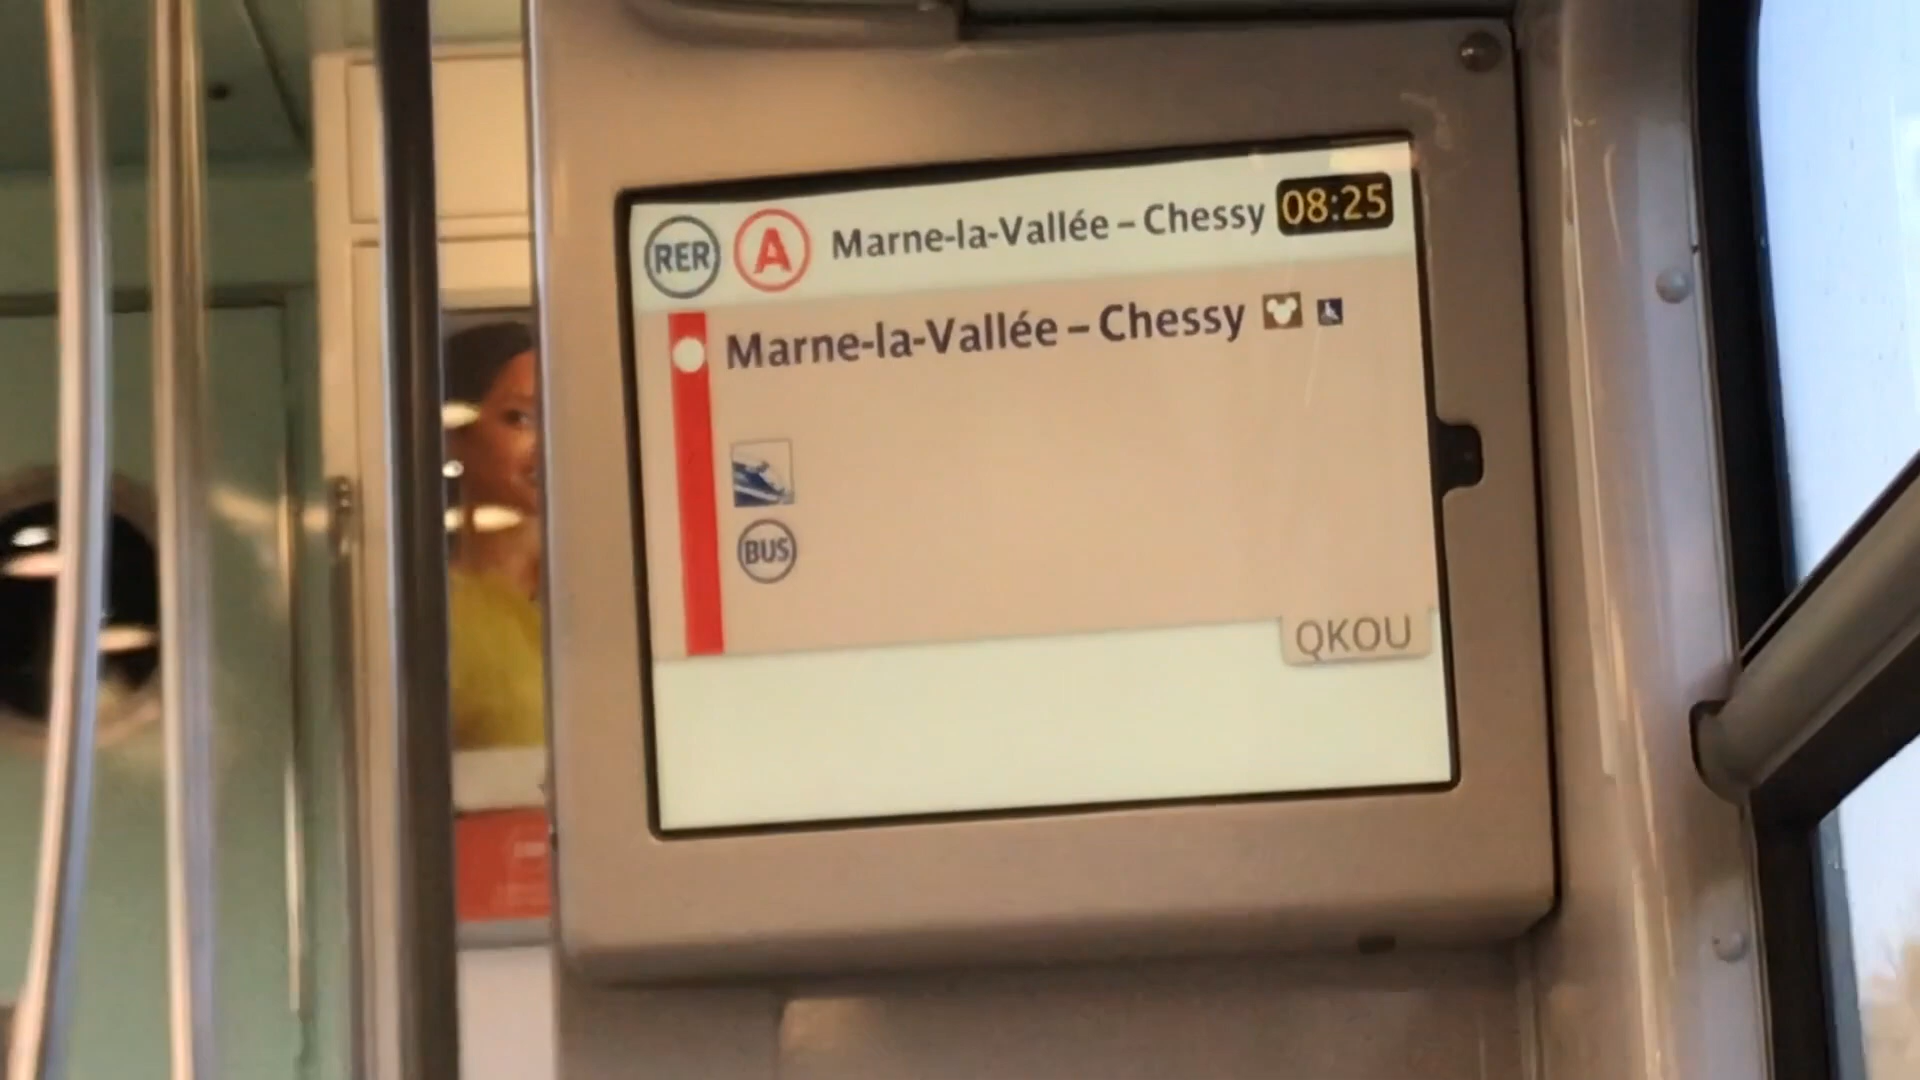 RER A Marne-la-Vallée – Chessy 08:25
Marne-la-Vallée – Chessy
BUS
QKOU